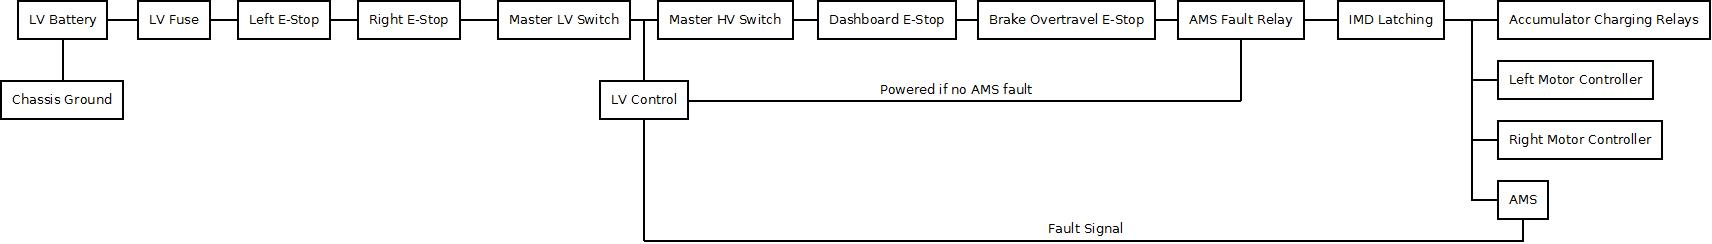 LV Battery
LV Fuse
Left E-Stop
Right E-Stop
Master LV Switch
Master HV Switch
Dashboard E-Stop
Brake Overtravel E-Stop
AMS Fault Relay
IMD Latching
Accumulator Charging Relays
Chassis Ground
LV Control
Powered if no AMS fault
Left Motor Controller
Right Motor Controller
AMS
Fault Signal